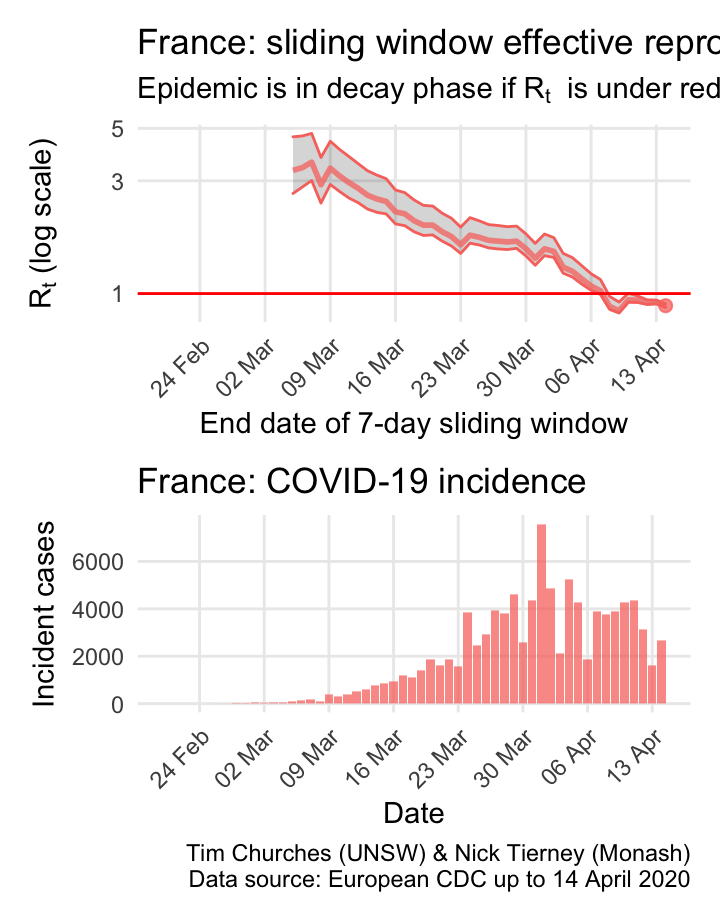 France: sliding window effective repro
Epidemic is in decay phase if Rt is under red
5
3
1
Rt (log scale)
24 Feb
02 Mar
09 Mar
16 Mar
23 Mar
30 Mar
06 Apr
13 Apr
End date of 7-day sliding window
France: COVID-19 incidence
6000
4000
2000
0
Incident cases
24 Feb
02 Mar
09 Mar
16 Mar
23 Mar
30 Mar
06 Apr
13 Apr
Date
Tim Churches (UNSW) & Nick Tierney (Monash)
Data source: European CDC up to 14 April 2020